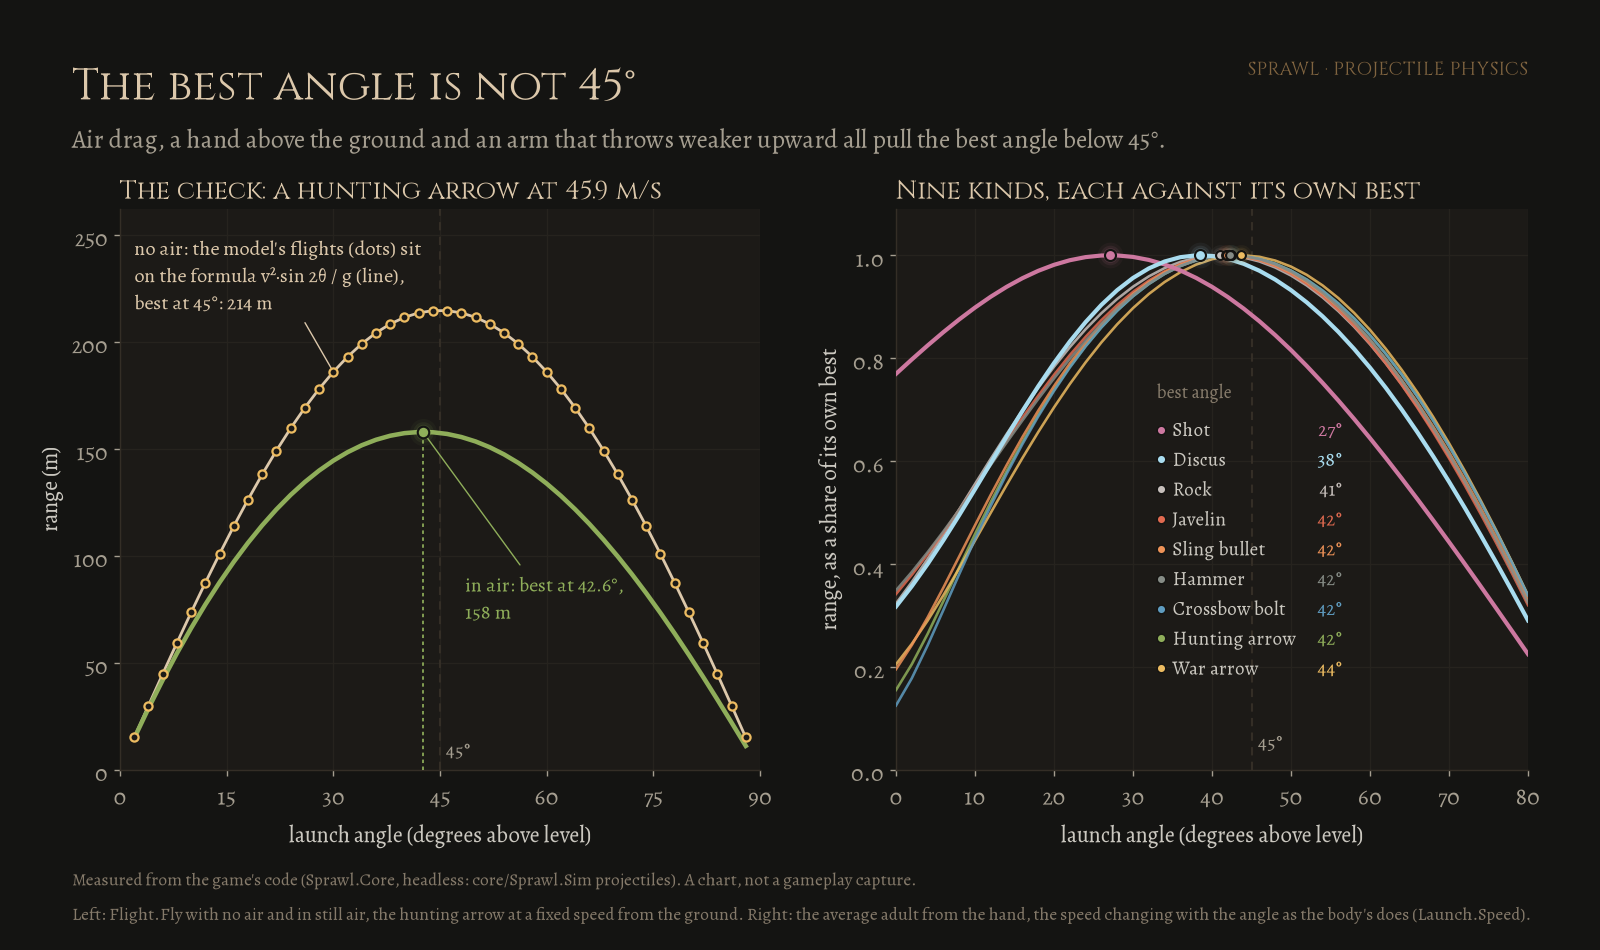 The best angle is not 45°
SPRAWL · PROJECTILE PHYSICS
Air drag, a hand above the ground and an arm that throws weaker upward all pull the best angle below 45°.
The check: a hunting arrow at 45.9 m/s
no air: the model's flights (dots) sit
on the formula v²·sin 2θ / g (line),
best at 45°: 214 m
in air: best at 42.6°,
158 m
45°
range (m)
250
200
150
100
50
0
0 15 30 45 60 75 90
launch angle (degrees above level)
Nine kinds, each against its own best
range, as a share of its own best
1.0
0.8
0.6
0.4
0.2
0.0
best angle
Shot 27°
Discus 38°
Rock 41°
Javelin 42°
Sling bullet 42°
Hammer 42°
Crossbow bolt 42°
Hunting arrow 42°
War arrow 44°
45°
0 10 20 30 40 50 60 70 80
launch angle (degrees above level)
Measured from the game's code (Sprawl.Core, headless: core/Sprawl.Sim projectiles). A chart, not a gameplay capture.
Left: Flight.Fly with no air and in still air, the hunting arrow at a fixed speed from the ground. Right: the average adult from the hand, the speed changing with the angle as the body's does (Launch.Speed).